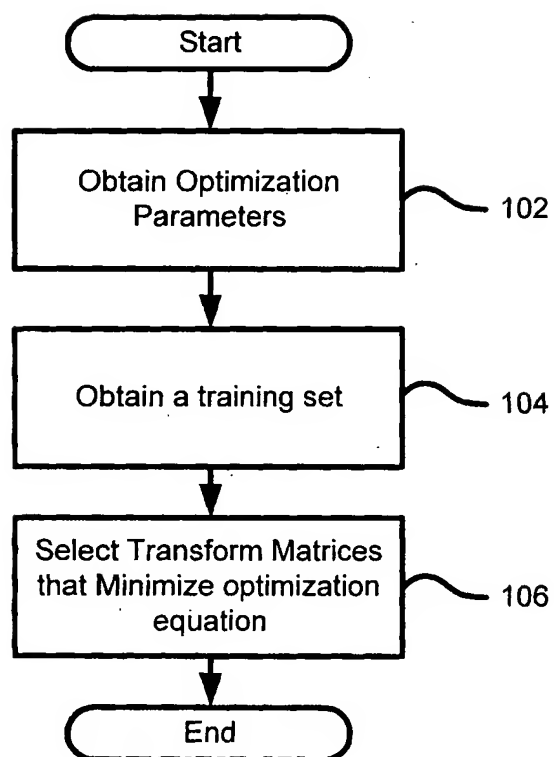 Start
Obtain Optimization
Parameters
102
Obtain a training set
104
Select Transform Matrices
that Minimize optimization
equation
106
End